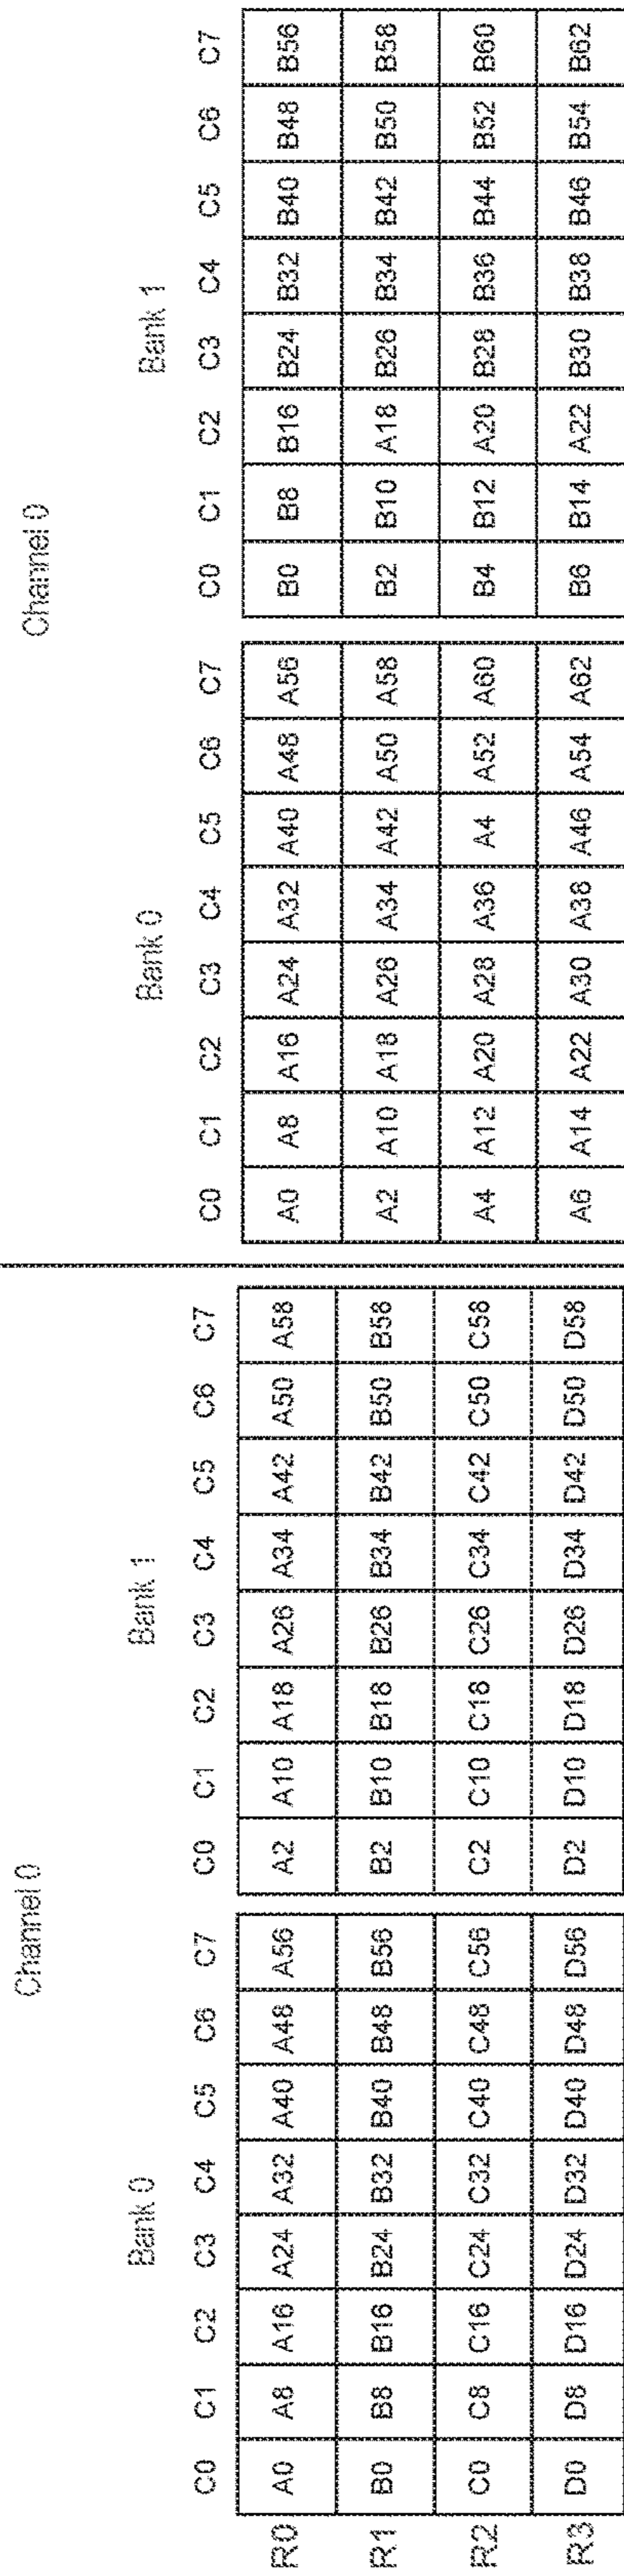 Channel 0 Channel 0
Bank 0 Bank 1 Bank 0 Bank 1
C0 C1 C2 C3 C4 C5 C6 C7 C0 C1 C2 C3 C4 C5 C6 C7 C0 C1 C2 C3 C4 C5 C6 C7 C0 C1 C2 C3 C4 C5 C6 C7
R0 A0 A8 A16 A24 A32 A40 A48 A56 A2 A10 A18 A26 A34 A42 A50 A58 A0 A8 A16 A24 A32 A40 A48 A56 B0 B8 B16 B24 B32 B40 B48 B56
R1 B0 B8 B16 B24 B32 B40 B48 B56 B2 B10 B18 B26 B34 B42 B50 B58 A2 A10 A18 A26 A34 A42 A50 A58 B2 B10 A18 B26 B34 B42 B50 B58
R2 C0 C8 C16 C24 C32 C40 C48 C56 C2 C10 C18 C26 C34 C42 C50 C58 A4 A12 A20 A28 A36 A4 A52 A60 B4 B12 A20 B28 B36 B44 B52 B60
R3 D0 D8 D16 D24 D32 D40 D48 D56 D2 D10 D18 D26 D34 D42 D50 D58 A6 A14 A22 A30 A38 A46 A54 A62 B6 B14 A22 B30 B38 B46 B54 B62